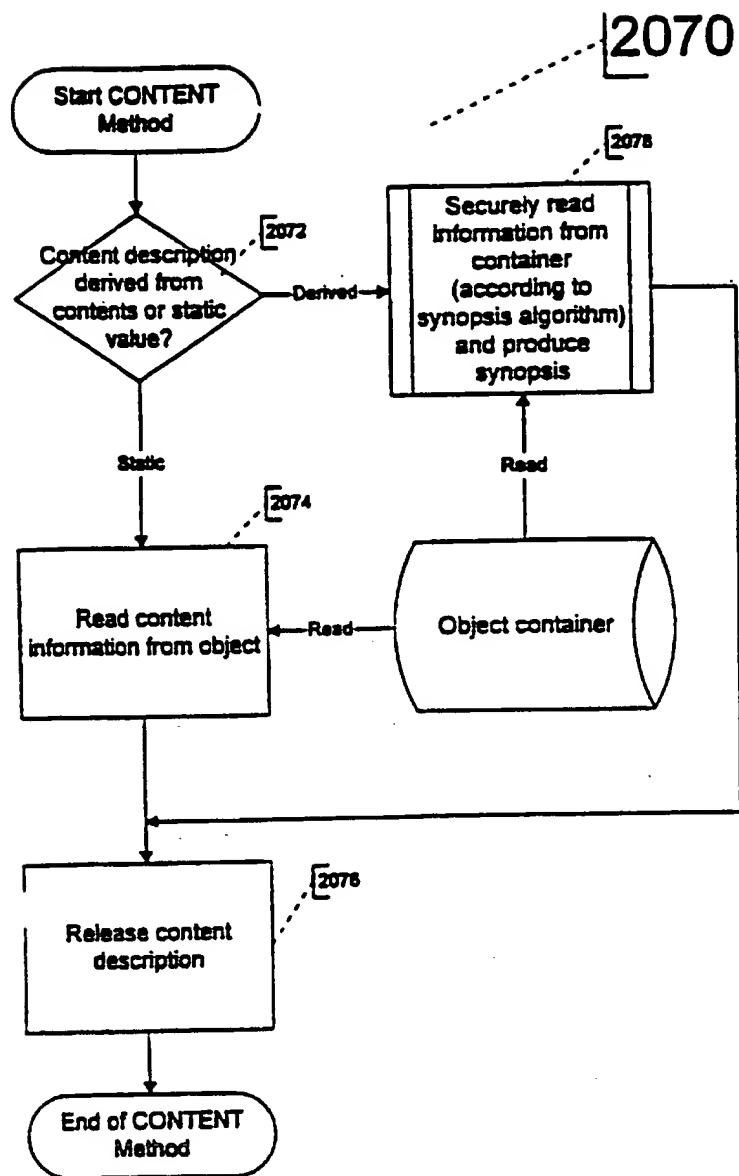 2070
Start CONTENT
Method
2078
Securely read
information from
container
(according to
synopsis algorithm)
and produce
synopsis
2072
Content description
derived from
contents or static
value?
Derived
Static
Read
2074
Read content
information from object
Read
Object container
2076
Release content
description
End of CONTENT
Method